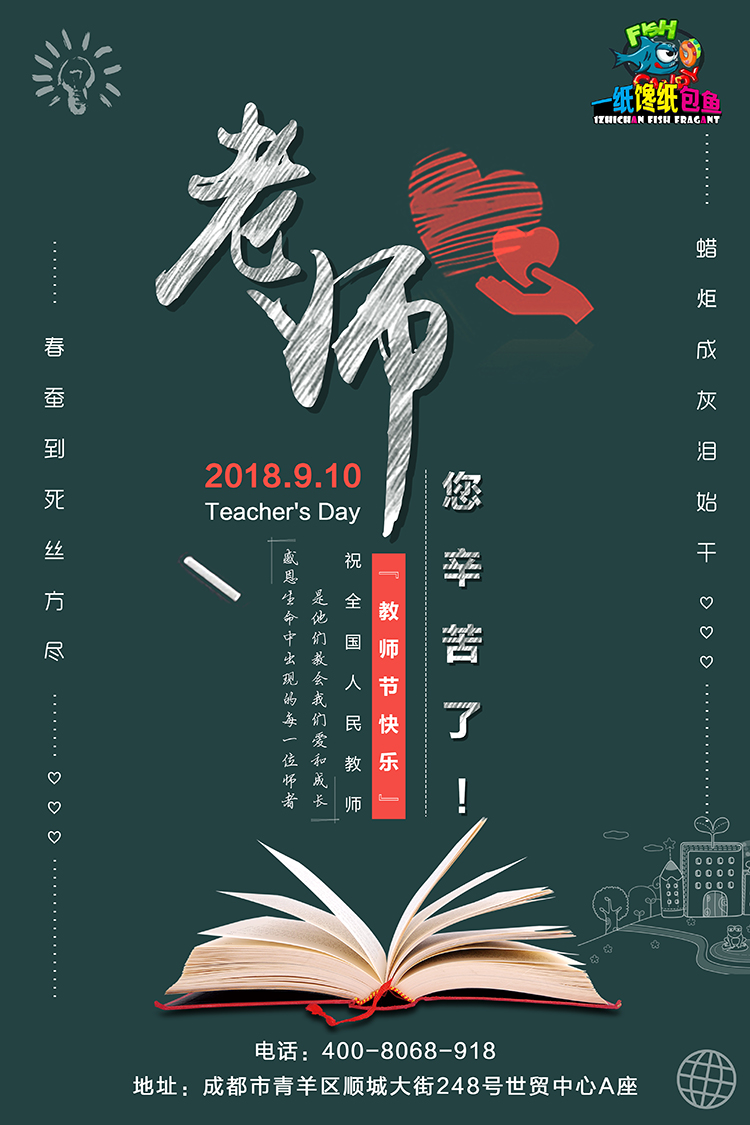 FISH
一纸馋纸包鱼
IZHICHAN FISH FRAGANT
老师
蜡炬成灰泪始干
春蚕到死丝方尽
2018.9.10
Teacher's Day
您辛苦了!
『教师节快乐』
祝全国人民教师
是他们教会我们爱和成长
感恩生命中出现的每一位师者
电话：400-8068-918
地址：成都市青羊区顺城大街248号世贸中心A座